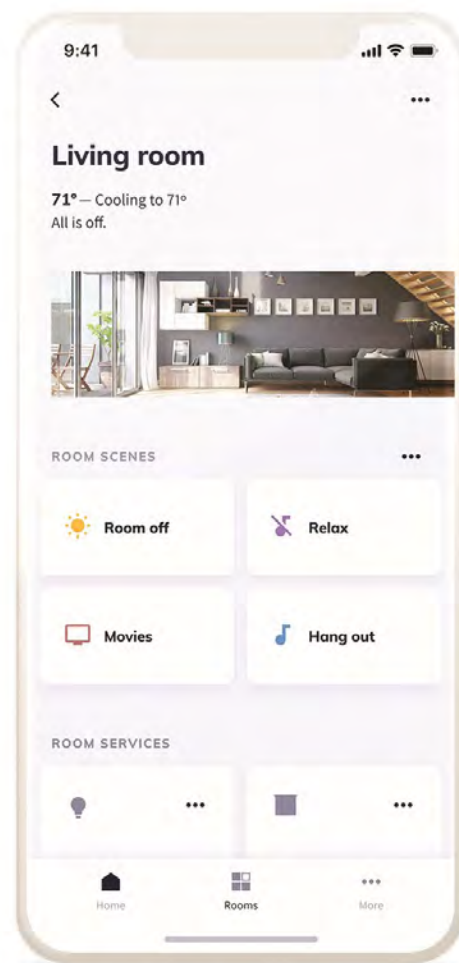 9:41
Living room
71° — Cooling to 71°
All is off.
ROOM SCENES
Room off
Relax
Movies
Hang out
ROOM SERVICES
Home
Rooms
More